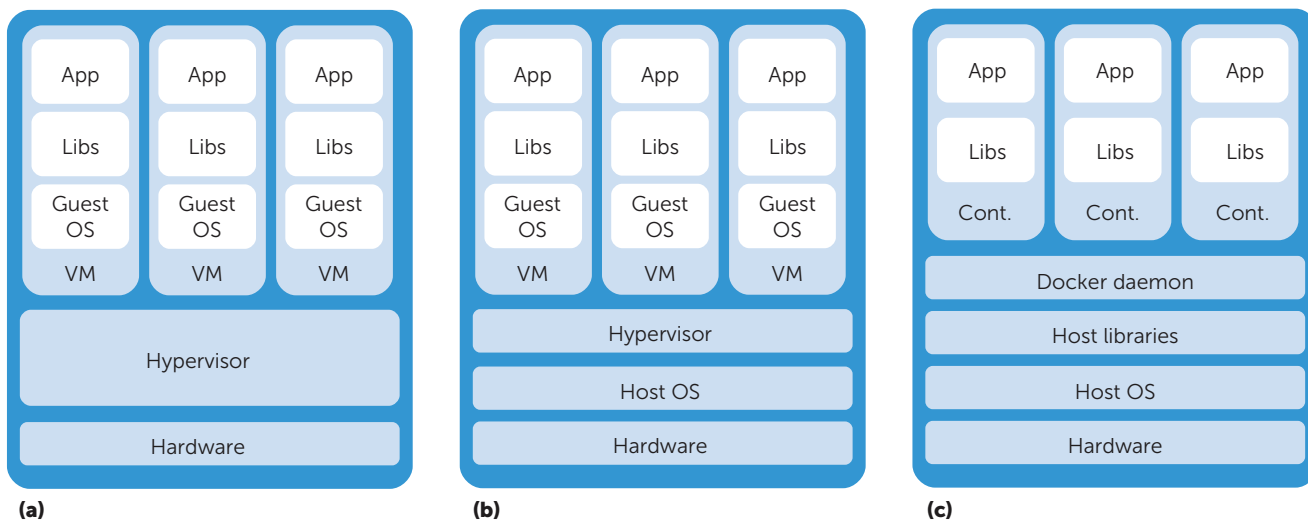 App App App
Libs Libs Libs
Guest OS Guest OS Guest OS
VM VM VM
Hypervisor
Hardware
(a)
App App App
Libs Libs Libs
Guest OS Guest OS Guest OS
VM VM VM
Hypervisor
Host OS
Hardware
(b)
App App App
Libs Libs Libs
Cont. Cont. Cont.
Docker daemon
Host libraries
Host OS
Hardware
(c)